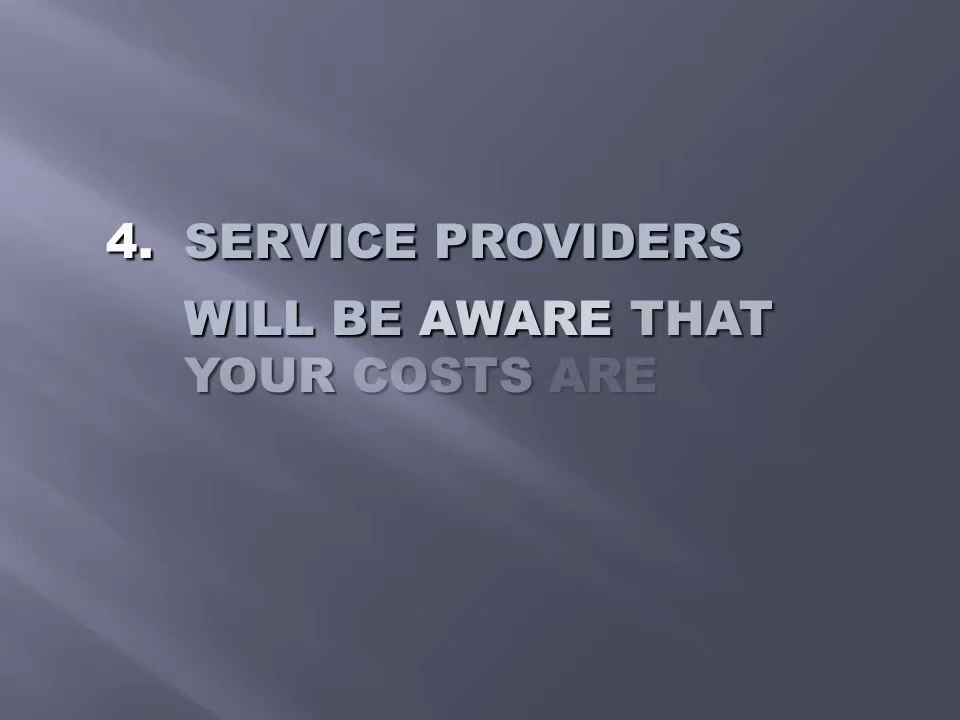 4. SERVICE PROVIDERS
WILL BE AWARE THAT
YOUR COSTS ARE